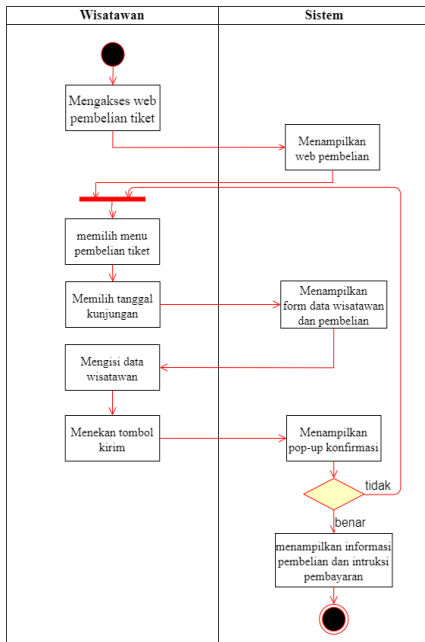 Wisatawan
Sistem
Mengakses web
pembelian tiket
Menampilkan
web pembelian
memilih menu
pembelian tiket
Memilih tanggal
kunjungan
Menampilkan
form data wisatawan
dan pembelian
Mengisi data
wisatawan
Menekan tombol
kirim
Menampilkan
pop-up konfirmasi
tidak
benar
menampilkan informasi
pembelian dan intruksi
pembayaran